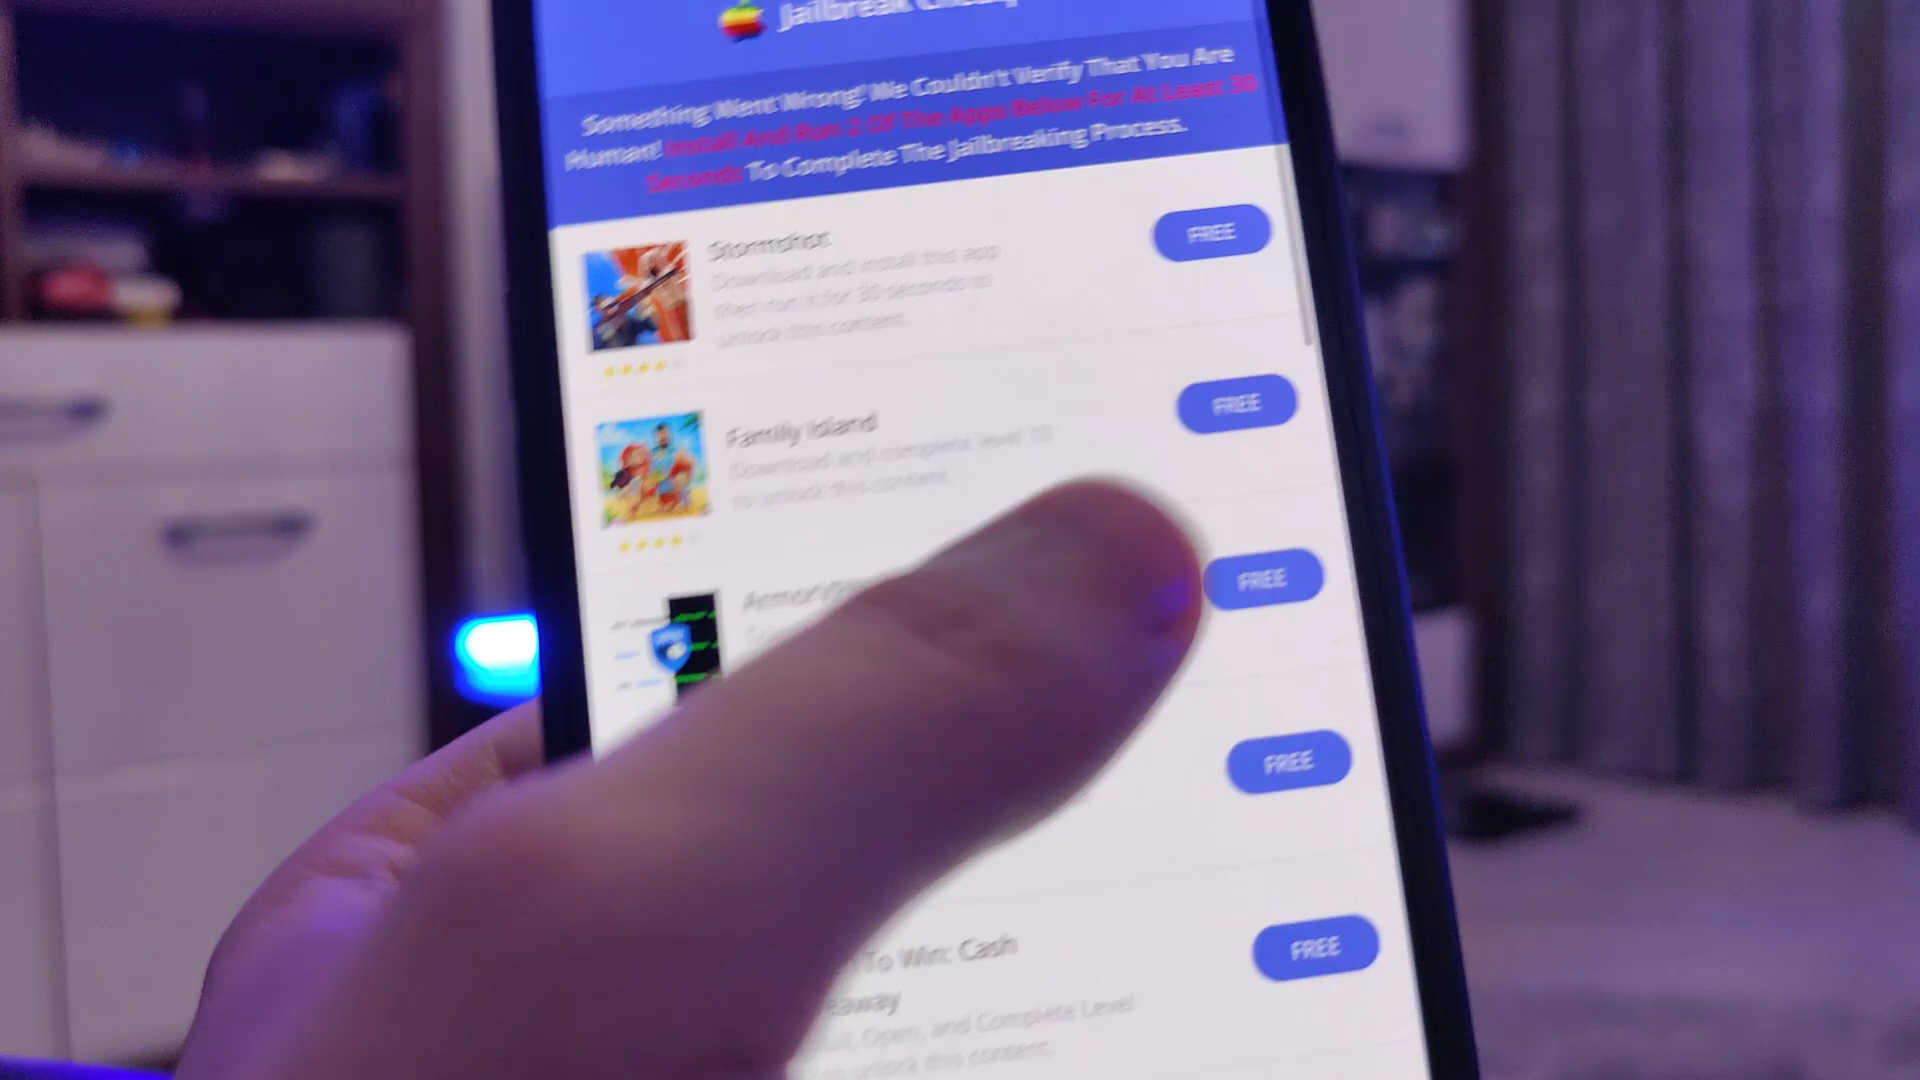 Jailbreak
Something Went Wrong! We Couldn't Verify That You Are
Human! Install And Run 2 Of The Apps Below For At Least 30
Seconds To Complete The Jailbreaking Process.
Stormshot
FREE
Download and install this app
then run it for 30 seconds to
unlock this content.
Family Island
FREE
Download and complete level 10
to unlock this content.
FREE
FREE
To Win: Cash
FREE
Open, and Complete Level
unlock this content.